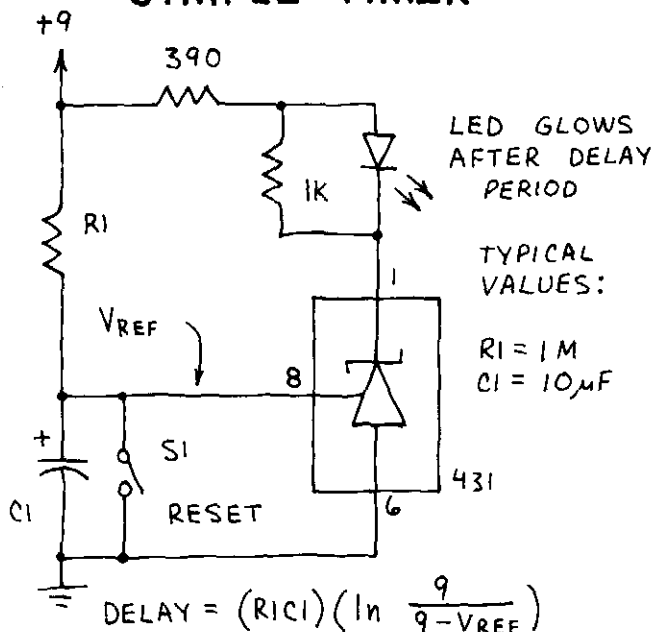 +9
390
LED GLOWS
AFTER DELAY
PERIOD
1K
R1
TYPICAL
VALUES:
1
VREF
R1 = 1M
C1 = 10µF
8
+
S1
C1
RESET
431
6
DELAY = (R1C1)(ln 9/9-VREF)